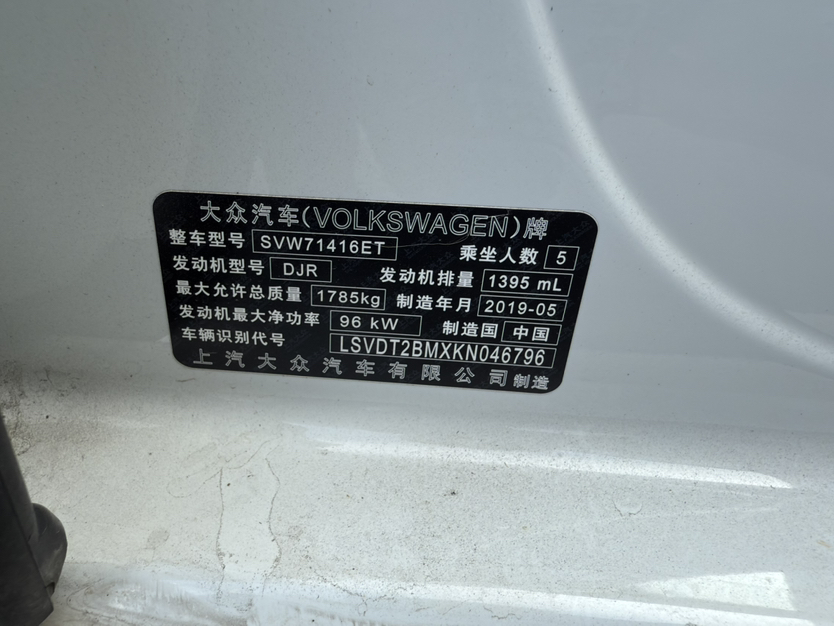 大众汽车(VOLKSWAGEN)牌
整车型号 SVW71416ET 乘坐人数 5
发动机型号 DJR 发动机排量 1395 mL
最大允许总质量 1785kg 制造年月 2019-05
发动机最大净功率 96 kW 制造国 中国
车辆识别代号 LSVDT2BMXKN046796
上汽大众汽车有限公司制造